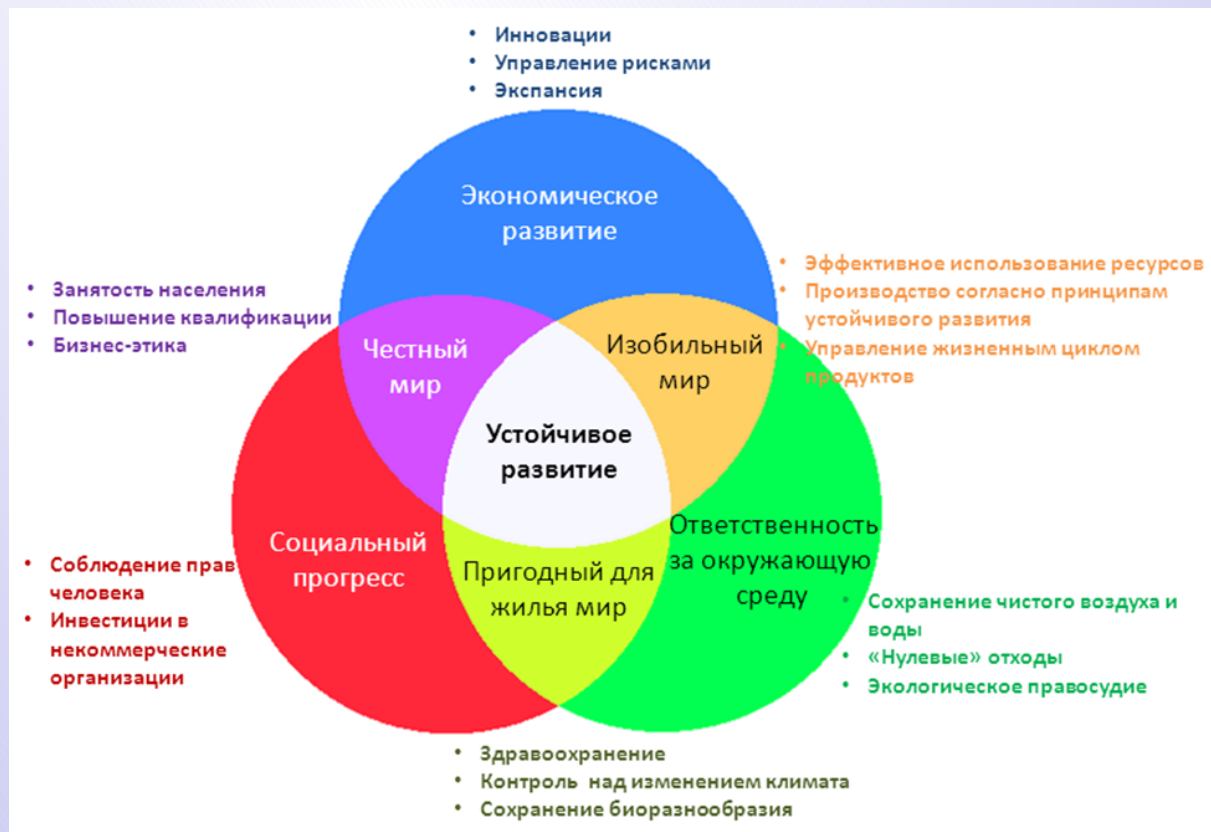 • Инновации
• Управление рисками
• Экспансия
Экономическое
развитие
• Занятость населения
• Повышение квалификации
• Бизнес-этика
• Эффективное использование ресурсов
• Производство согласно принципам
устойчивого развития
• Управление жизненным циклом
продуктов
Честный
мир
Изобильный
мир
Устойчивое
развитие
Социальный
прогресс
Пригодный для
жилья мир
Ответственность
за окружающую
среду
• Соблюдение прав
человека
• Инвестиции в
некоммерческие
организации
• Сохранение чистого воздуха и
воды
• «Нулевые» отходы
• Экологическое правосудие
• Здравоохранение
• Контроль над изменением климата
• Сохранение биоразнообразия